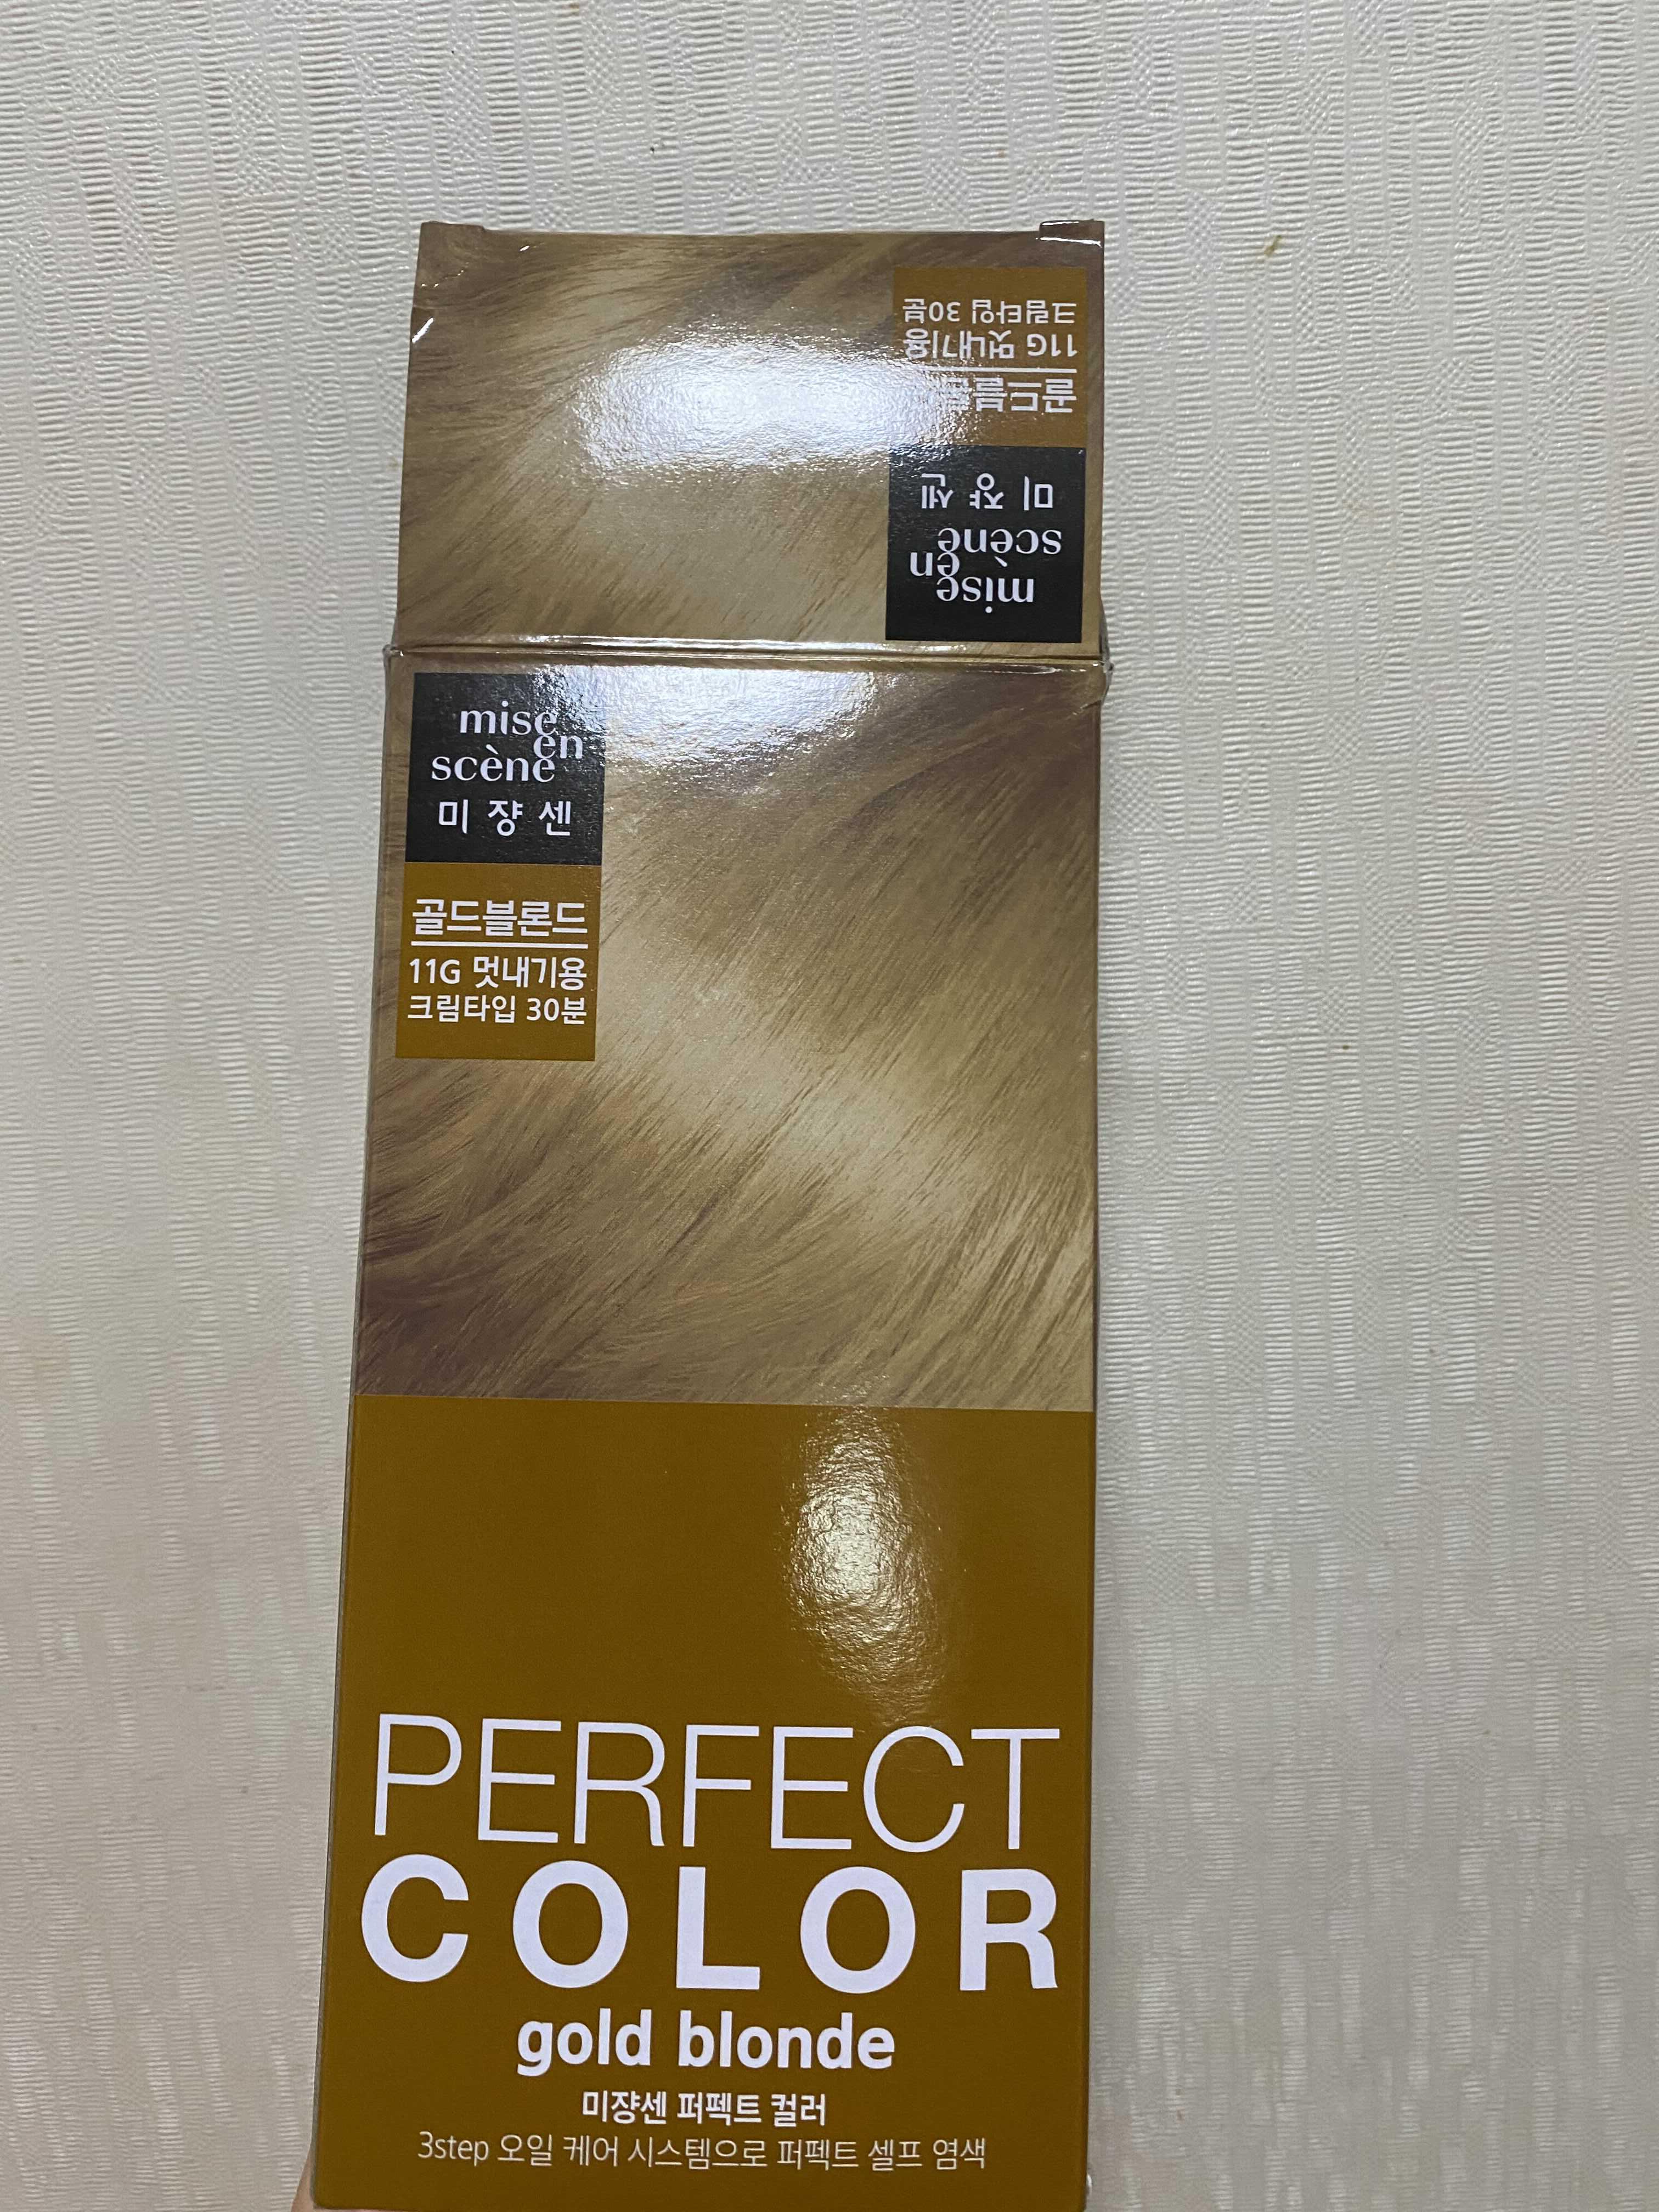 크림타입 30분
11G 멋내기용
골드블론드
미 쟝 센
mise
en
scène
mise
en
scène
미 쟝 센
골드블론드
11G 멋내기용
크림타입 30분
PERFECT
COLOR
gold blonde
미쟝센 퍼펙트 컬러
3step 오일 케어 시스템으로 퍼펙트 셀프 염색